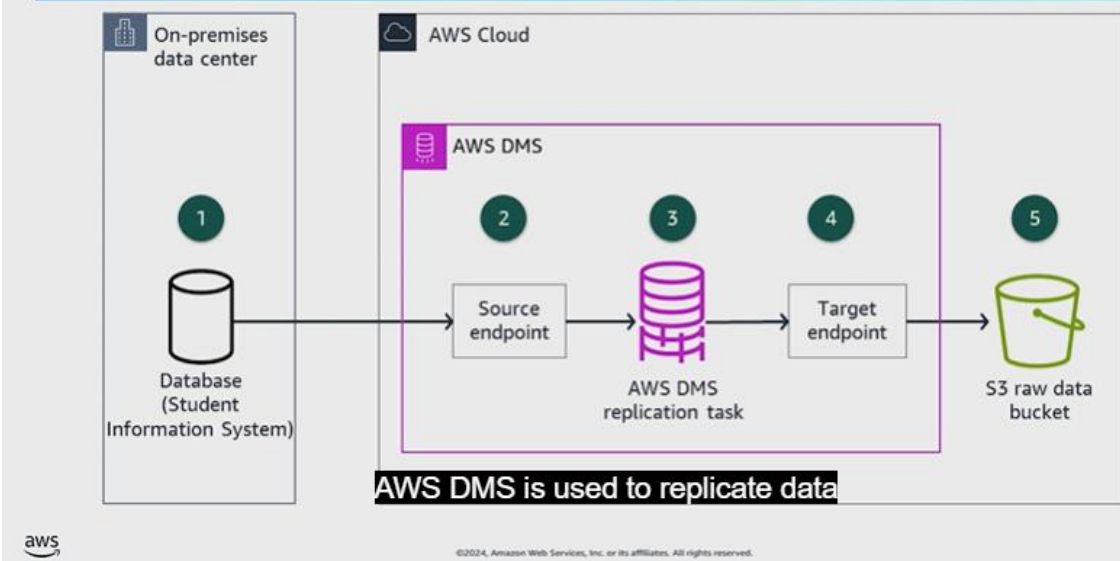 On-premises
data center
AWS Cloud
AWS DMS
1
2
3
4
5
Source
endpoint
Target
endpoint
Database
(Student
Information System)
AWS DMS
replication task
S3 raw data
bucket
AWS DMS is used to replicate data
aws
©2024, Amazon Web Services, Inc. or its affiliates. All rights reserved.